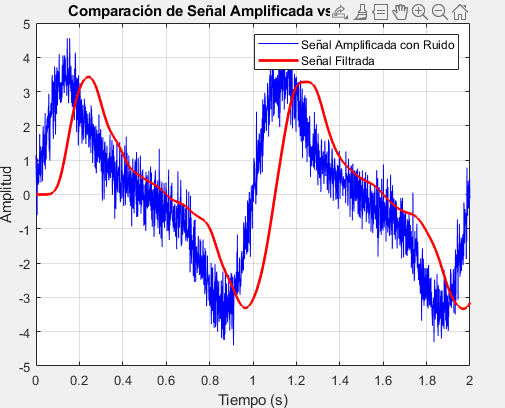 Comparación de Señal Amplificada vs
Señal Amplificada con Ruido
Señal Filtrada
Amplitud
5
4
3
2
1
0
-1
-2
-3
-4
-5
0 0.2 0.4 0.6 0.8 1 1.2 1.4 1.6 1.8 2
Tiempo (s)